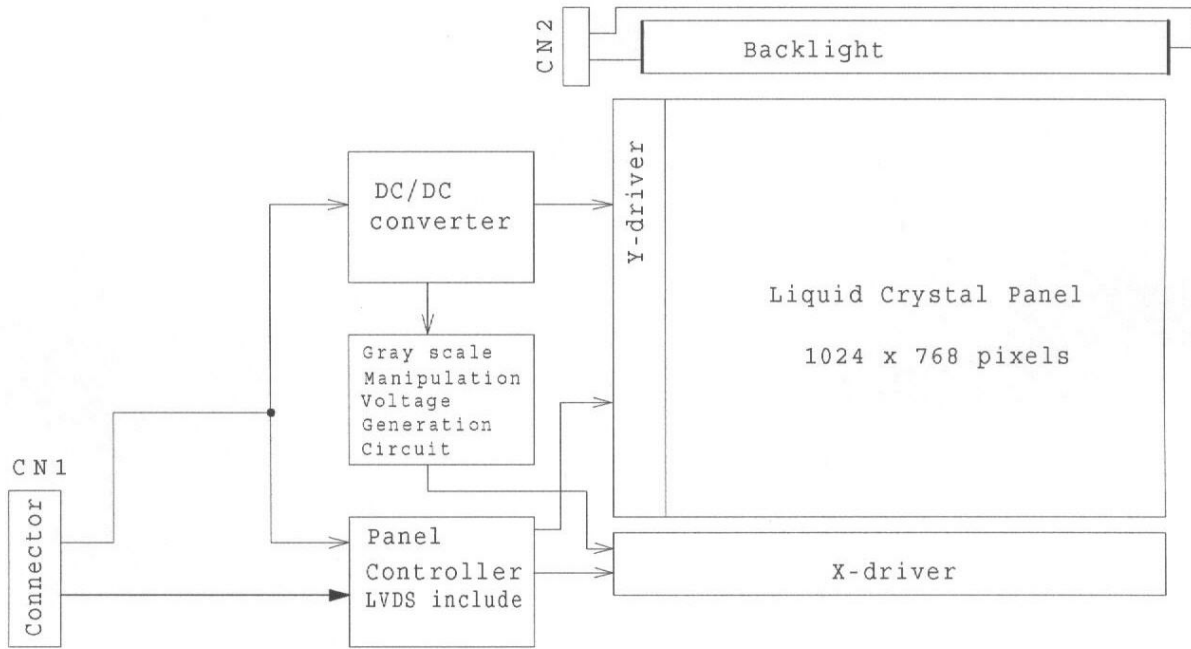 CN2
Backlight
Y-driver
DC/DC
converter
Liquid Crystal Panel
1024 x 768 pixels
Gray scale
Manipulation
Voltage
Generation
Circuit
CN1
Connector
Panel
Controller
LVDS include
X-driver